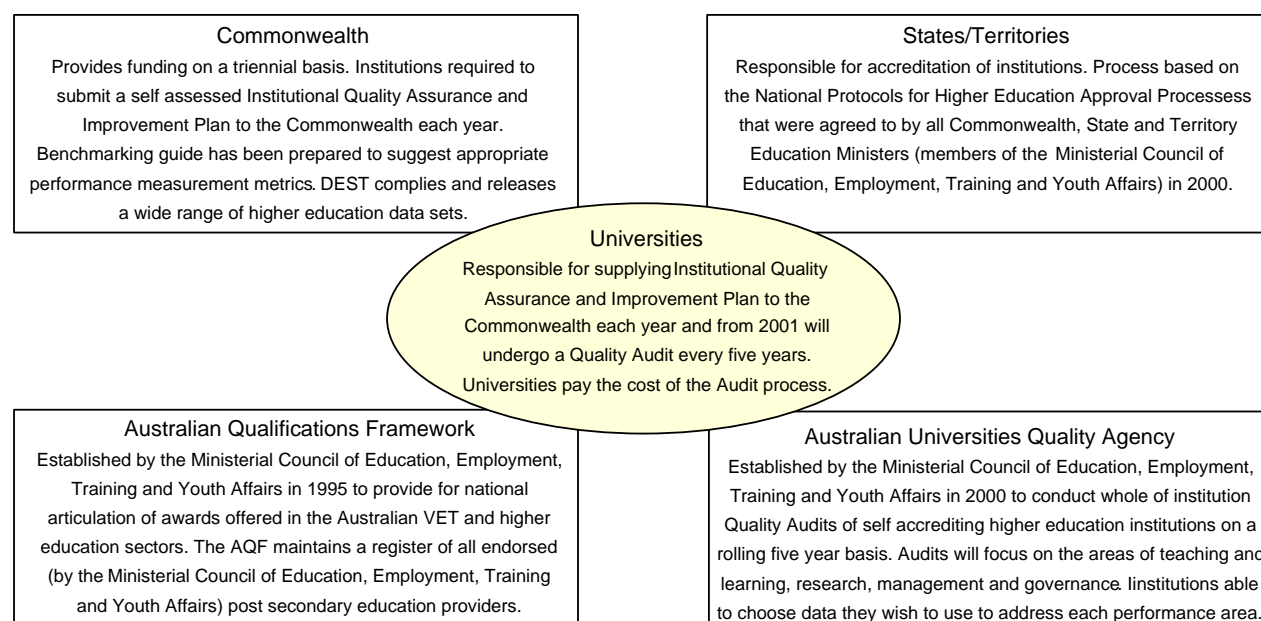 Commonwealth
Provides funding on a triennial basis. Institutions required to
submit a self assessed Institutional Quality Assurance and
Improvement Plan to the Commonwealth each year.
Benchmarking guide has been prepared to suggest appropriate
performance measurement metrics. DEST complies and releases
a wide range of higher education data sets.
States/Territories
Responsible for accreditation of institutions. Process based on
the National Protocols for Higher Education Approval Processess
that were agreed to by all Commonwealth, State and Territory
Education Ministers (members of the Ministerial Council of
Education, Employment, Training and Youth Affairs) in 2000.
Universities
Responsible for supplying Institutional Quality
Assurance and Improvement Plan to the
Commonwealth each year and from 2001 will
undergo a Quality Audit every five years.
Universities pay the cost of the Audit process.
Australian Qualifications Framework
Established by the Ministerial Council of Education, Employment,
Training and Youth Affairs in 1995 to provide for national
articulation of awards offered in the Australian VET and higher
education sectors. The AQF maintains a register of all endorsed
(by the Ministerial Council of Education, Employment, Training
and Youth Affairs) post secondary education providers.
Australian Universities Quality Agency
Established by the Ministerial Council of Education, Employment,
Training and Youth Affairs in 2000 to conduct whole of institution
Quality Audits of self accrediting higher education institutions on a
rolling five year basis. Audits will focus on the areas of teaching and
learning, research, management and governance. Iinstitutions able
to choose data they wish to use to address each performance area.